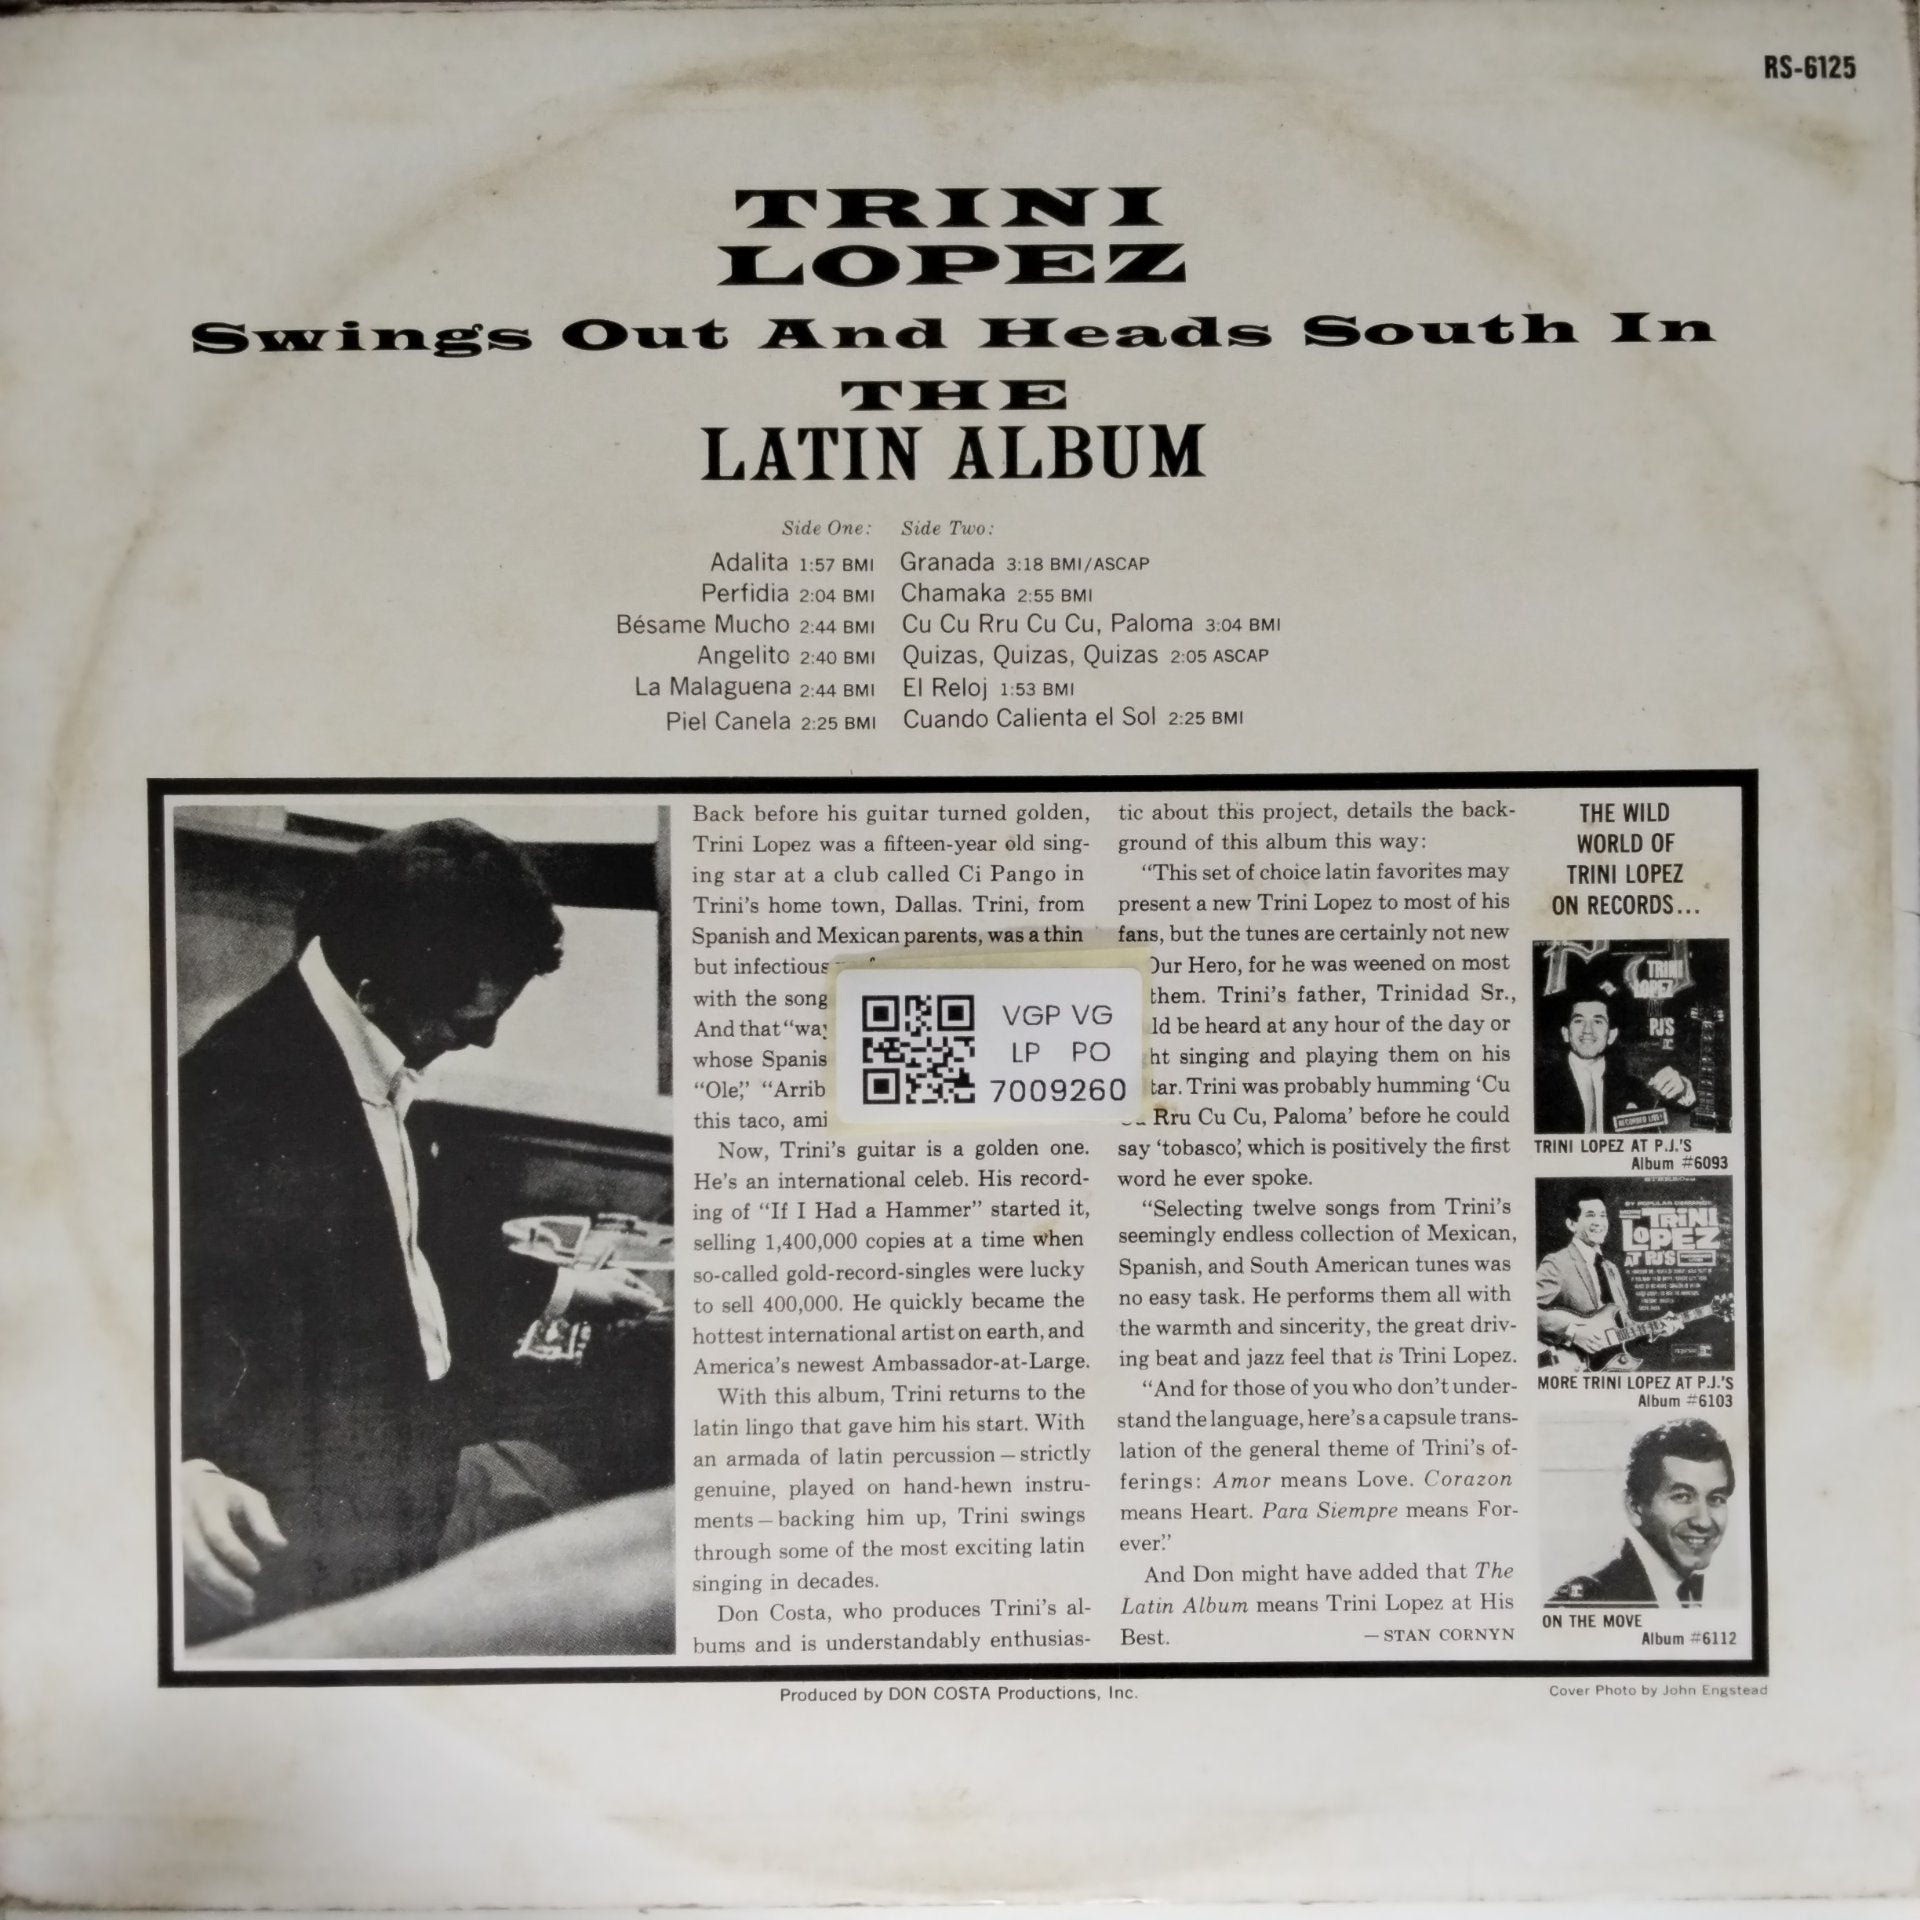 RS-6125
TRINI
LOPEZ
Swings Out And Heads South In
THE
LATIN ALBUM
Side One:
Adalita 1:57 BMI
Perfidia 2:04 BMI
Bésame Mucho 2:44 BMI
Angelito 2:40 BMI
La Malaguena 2:44 BMI
Piel Canela 2:25 BMI
Side Two:
Granada 3:18 BMI/ASCAP
Chamaka 2:55 BMI
Cu Cu Rru Cu Cu, Paloma 3:04 BMI
Quizas, Quizas, Quizas 2:05 ASCAP
El Reloj 1:53 BMI
Cuando Calienta el Sol 2:25 BMI
Back before his guitar turned golden,
Trini Lopez was a fifteen-year old sing-
ing star at a club called Ci Pango in
Trini's home town, Dallas. Trini, from
Spanish and Mexican parents, was a thin
but infectious
with the song
And that
whose
"Ole," 
this taco,
Now, Trini's guitar is a golden one.
He's an international celeb. His record-
ing of "If I Had a Hammer" started it,
selling 1,400,000 copies at a time when
so-called gold-record-singles were lucky
to sell 400,000. He quickly became the
hottest international artist on earth, and
America's newest Ambassador-at-Large.
With this album, Trini returns to the
latin lingo that gave him his start. With
an armada of latin percussion — strictly
genuine, played on hand-hewn instru-
ments — backing him up, Trini swings
through some of the most exciting latin
singing in decades.
Don Costa, who produces Trini's al-
bums and is understandably enthusias-
tic about this project, details the back-
ground of this album this way:
"This set of choice latin favorites may
present a new Trini Lopez to most of his
fans, but the tunes are certainly not new
Our Hero, for he was weened on most
them. Trini's father, Trinidad Sr.,
be heard at any hour of the day or
singing and playing them on his
Trini was probably humming 'Cu
Rru Cu Cu, Paloma' before he could
say 'tobasco', which is positively the first
word he ever spoke.
"Selecting twelve songs from Trini's
seemingly endless collection of Mexican,
Spanish, and South American tunes was
no easy task. He performs them all with
the warmth and sincerity, the great driv-
ing beat and jazz feel that is Trini Lopez.
"And for those of you who don't under-
stand the language, here's a capsule trans-
lation of the general theme of Trini's of-
ferings: Amor means Love. Corazon
means Heart. Para Siempre means For-
ever."
And Don might have added that The
Latin Album means Trini Lopez at His
Best.
— STAN CORNYN
VGP VG
LP PO
7009260
THE WILD
WORLD OF
TRINI LOPEZ
ON RECORDS...
TRINI
LOPEZ
PJ'S
RECORDED LIVE!
TRINI LOPEZ AT P.J.'S
Album #6093
BY POPULAR DEMAND
TRINI
LOPEZ
AT PJ'S
MORE TRINI LOPEZ AT P.J.'S
Album #6103
ON THE MOVE
Album #6112
Produced by DON COSTA Productions, Inc.
Cover Photo by John Engstead